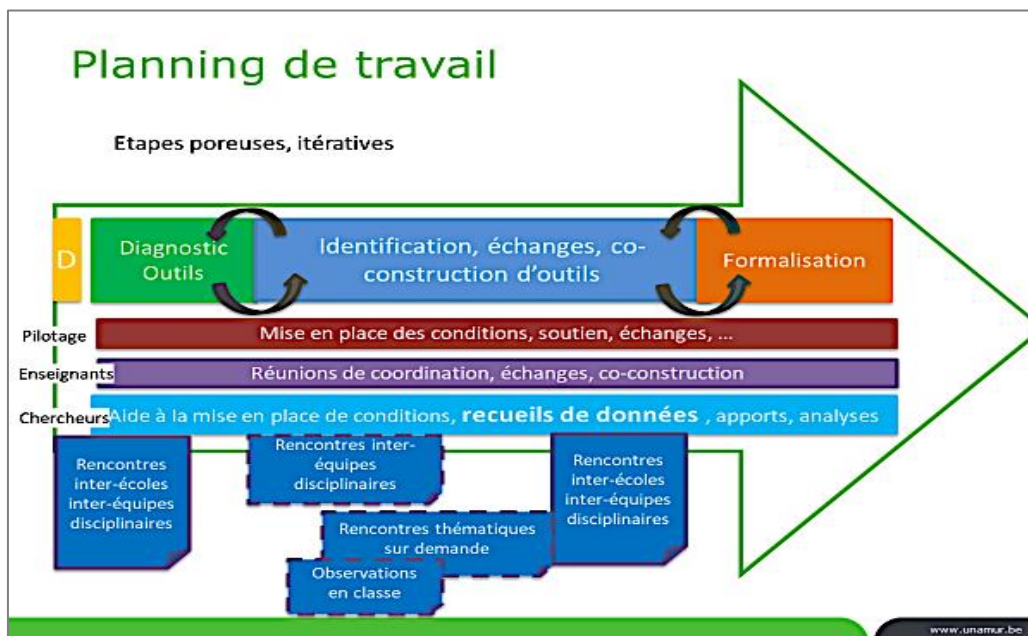 Planning de travail
Etapes poreuses, itératives
D
Diagnostic
Outils
Identification, échanges, co-
construction d'outils
Formalisation
Pilotage
Mise en place des conditions, soutien, échanges, ...
Enseignants
Réunions de coordination, échanges, co-construction
Chercheurs
Aide à la mise en place de conditions, recueils de données , apports, analyses
Rencontres
inter-écoles
inter-équipes
disciplinaires
Rencontres inter-
équipes
disciplinaires
Rencontres thématiques
sur demande
Observations
en classe
Rencontres
inter-écoles
inter-équipes
disciplinaires
www.unamur.be